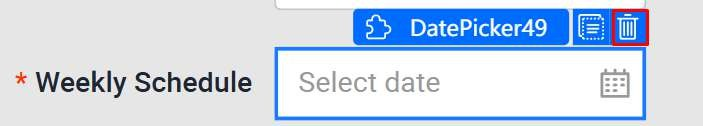 DatePicker49
* Weekly Schedule
Select date